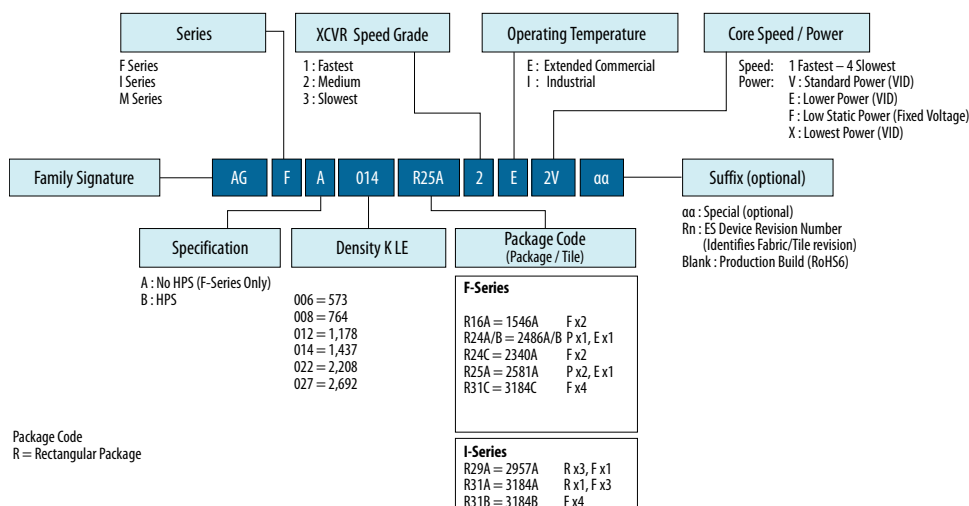 Series
F Series
I Series
M Series
XCVR Speed Grade
1 : Fastest
2 : Medium
3 : Slowest
Operating Temperature
E : Extended Commercial
I : Industrial
Core Speed / Power
Speed: 1 Fastest – 4 Slowest
Power: V : Standard Power (VID)
E : Lower Power (VID)
F : Low Static Power (Fixed Voltage)
X : Lowest Power (VID)
Family Signature
AG F A 014 R25A 2 E 2V αα
Suffix (optional)
αα : Special (optional)
Rn : ES Device Revision Number
(Identifies Fabric/Tile revision)
Blank : Production Build (RoHS6)
Specification
A : No HPS (F-Series Only)
B : HPS
Density K LE
006 = 573
008 = 764
012 = 1,178
014 = 1,437
022 = 2,208
027 = 2,692
Package Code
(Package / Tile)
F-Series
R16A = 1546A F x2
R24A/B = 2486A/B P x1, E x1
R24C = 2340A F x2
R25A = 2581A P x2, E x1
R31C = 3184C F x4
I-Series
R29A = 2957A R x3, F x1
R31A = 3184A R x1, F x3
R31B = 3184B F x4
Package Code
R = Rectangular Package